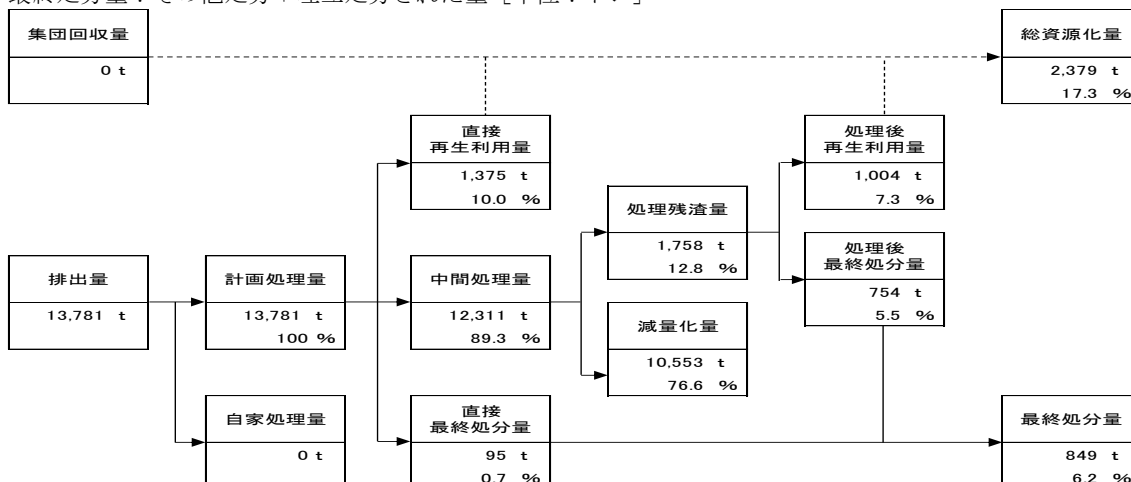 集団回収量
0 t
総資源化量
2,379 t
17.3 %
直接
再生利用量
1,375 t
10.0 %
処理後
再生利用量
1,004 t
7.3 %
処理残渣量
1,758 t
12.8 %
排出量
13,781 t
計画処理量
13,781 t
100 %
中間処理量
12,311 t
89.3 %
処理後
最終処分量
754 t
5.5 %
減量化量
10,553 t
76.6 %
自家処理量
0 t
直接
最終処分量
95 t
0.7 %
最終処分量
849 t
6.2 %